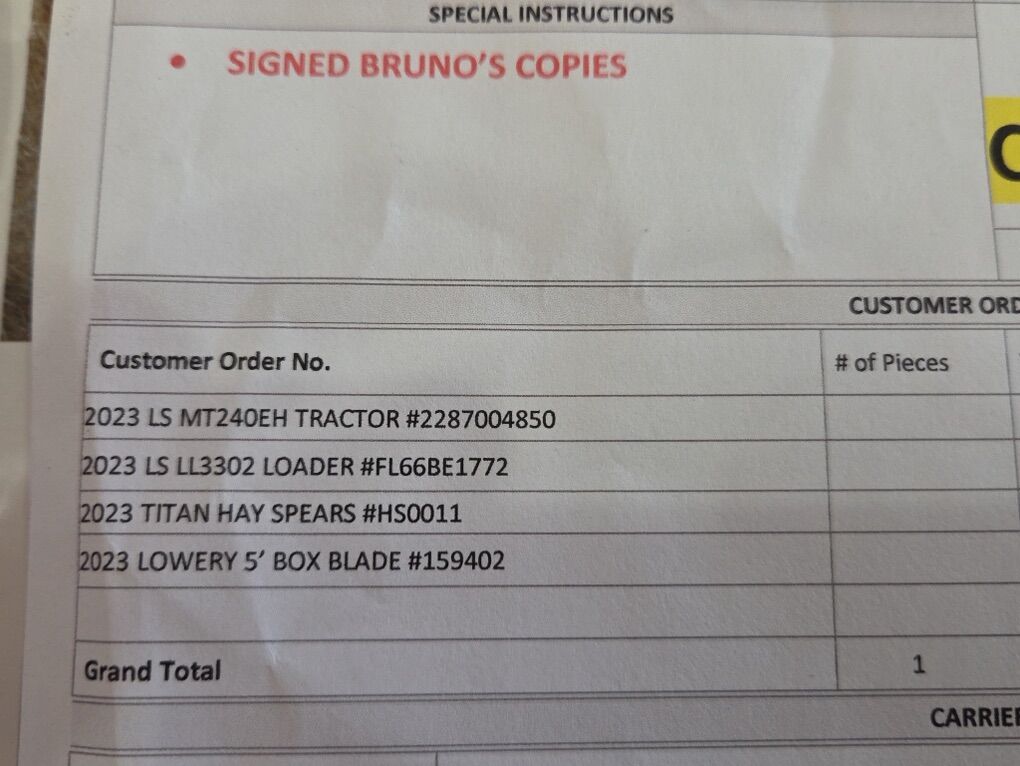 SPECIAL INSTRUCTIONS
• SIGNED BRUNO'S COPIES
CUSTOMER ORD
Customer Order No. # of Pieces
2023 LS MT240EH TRACTOR #2287004850
2023 LS LL3302 LOADER #FL66BE1772
2023 TITAN HAY SPEARS #HS0011
2023 LOWERY 5' BOX BLADE #159402
Grand Total 1
CARRIER